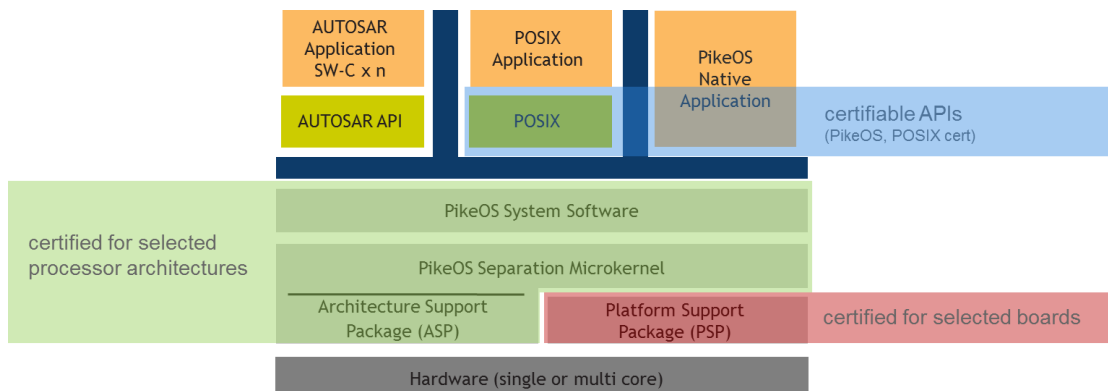 AUTOSAR
Application
SW-C x n
POSIX
Application
PikeOS
Native
Application
AUTOSAR API
POSIX
certifiable APIs
(PikeOS, POSIX cert)
PikeOS System Software
certified for selected
processor architectures
PikeOS Separation Microkernel
Architecture Support
Package (ASP)
Platform Support
Package (PSP)
certified for selected boards
Hardware (single or multi core)